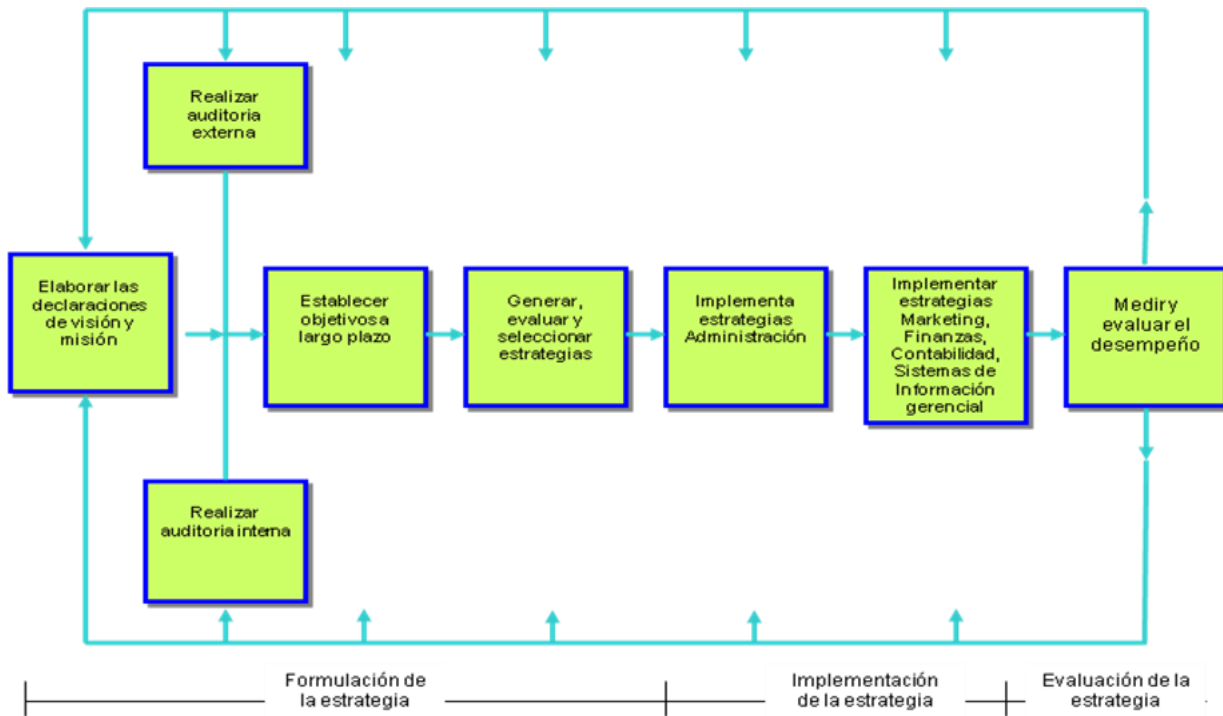 Realizar
auditoria
externa
Elaborar las
declaraciones
de visión y
misión
Establecer
objetivos a
largo plazo
Generar,
evaluar y
seleccionar
estrategias
Implementa
estrategias
Administración
Implementar
estrategias
Marketing,
Finanzas,
Contabilidad,
Sistemas de
Información
gerencial
Medir y
evaluar el
desempeño
Realizar
auditoria interna
Formulación de
la estrategia
Implementación
de la estrategia
Evaluación de la
estrategia